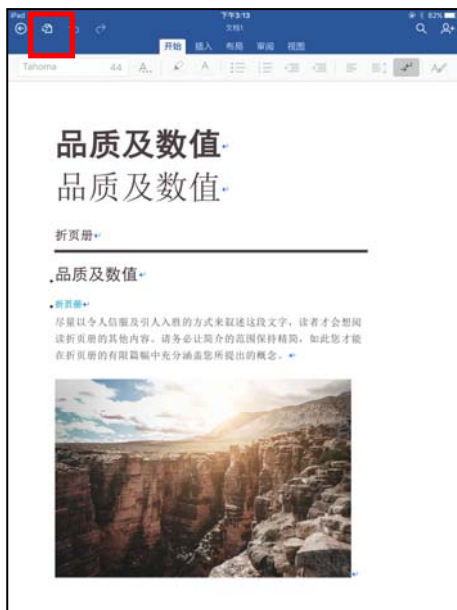 iPad 下午3:13 82%
文档1
开始 插入 布局 审阅 视图
Tahoma 44 A...
品质及数值
品质及数值
折页册
品质及数值
折页册
尽量以令人信服及引人入胜的方式来叙述这段文字，读者才会想阅
读折页册的其他内容。请务必让简介的范围保持精简，如此您才能
在折页册的有限篇幅中充分涵盖您所提出的概念。